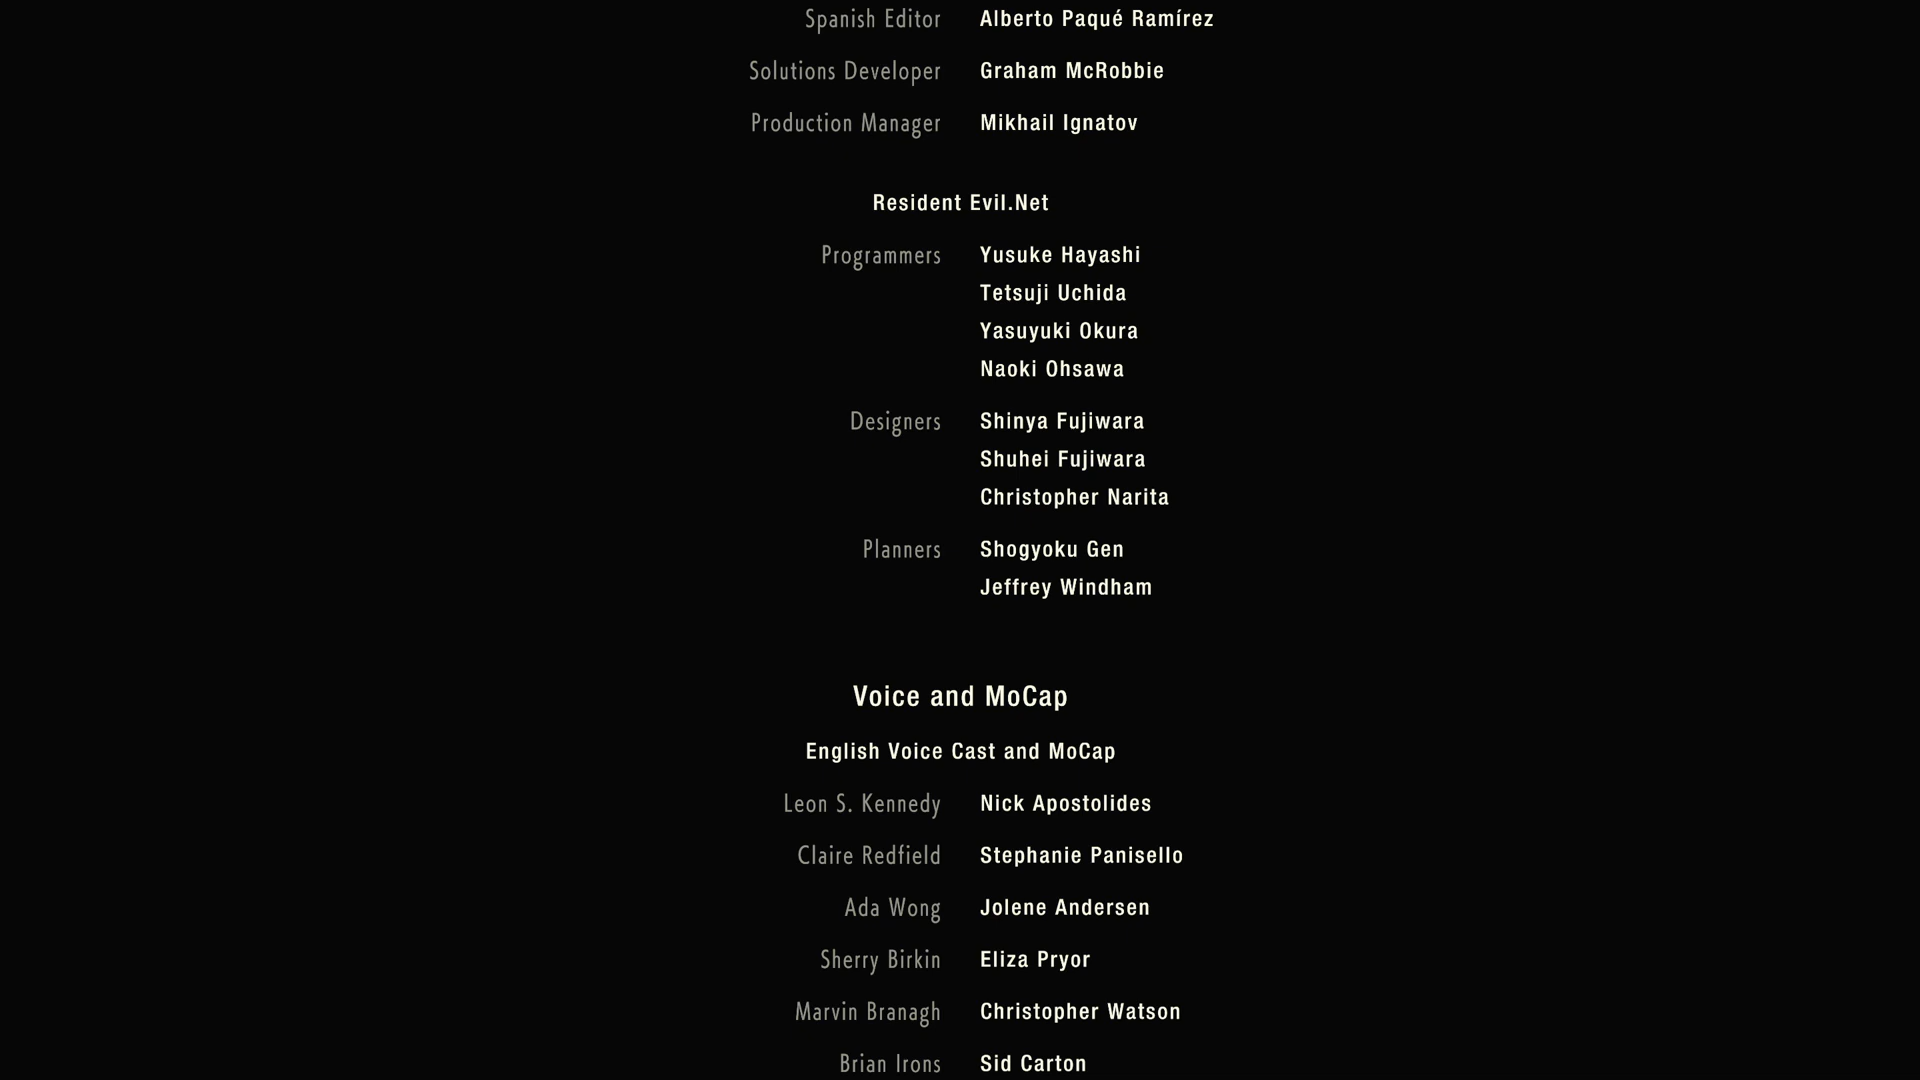 Spanish Editor Alberto Paqué Ramírez
Solutions Developer Graham McRobbie
Production Manager Mikhail Ignatov
Resident Evil.Net
Programmers Yusuke Hayashi
Tetsuji Uchida
Yasuyuki Okura
Naoki Ohsawa
Designers Shinya Fujiwara
Shuhei Fujiwara
Christopher Narita
Planners Shogyoku Gen
Jeffrey Windham
Voice and MoCap
English Voice Cast and MoCap
Leon S. Kennedy Nick Apostolides
Claire Redfield Stephanie Panisello
Ada Wong Jolene Andersen
Sherry Birkin Eliza Pryor
Marvin Branagh Christopher Watson
Brian Irons Sid Carton